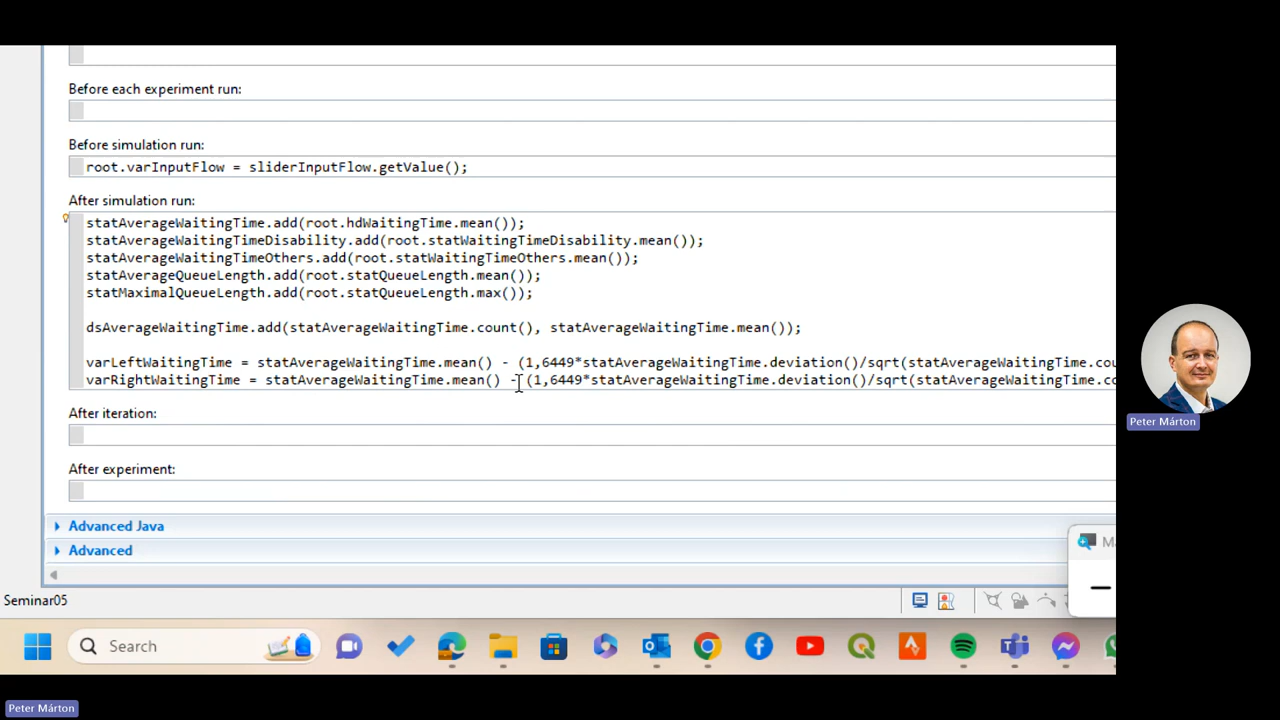 Before each experiment run:
Before simulation run:
root.varInputFlow = sliderInputFlow.getValue();
After simulation run:
statAverageWaitingTime.add(root.hdWaitingTime.mean());
statAverageWaitingTimeDisability.add(root.statWaitingTimeDisability.mean());
statAverageWaitingTimeOthers.add(root.statWaitingTimeOthers.mean());
statAverageQueueLength.add(root.statQueueLength.mean());
statMaximalQueueLength.add(root.statQueueLength.max());
dsAverageWaitingTime.add(statAverageWaitingTime.count(), statAverageWaitingTime.mean());
varLeftWaitingTime = statAverageWaitingTime.mean() - (1,6449*statAverageWaitingTime.deviation()/sqrt(statAverageWaitingTime.cou
varRightWaitingTime = statAverageWaitingTime.mean() - (1,6449*statAverageWaitingTime.deviation()/sqrt(statAverageWaitingTime.co
After iteration:
After experiment:
Advanced Java
Advanced
Seminar05
Search
Peter Márton
Peter Márton